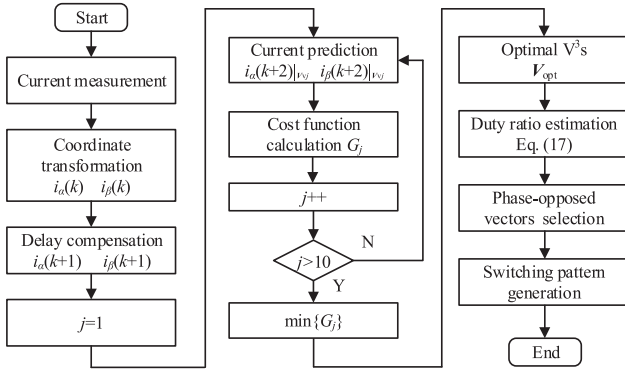 Start
Current measurement
Coordinate
transformation
iα(k) iβ(k)
Delay compensation
iα(k+1) iβ(k+1)
j=1
Current prediction
iα(k+2)|vvj iβ(k+2)|vvj
Cost function
calculation Gj
j++
j>10
N
Y
min{Gj}
Optimal V³'s
Vopt
Duty ratio estimation
Eq. (17)
Phase-opposed
vectors selection
Switching pattern
generation
End